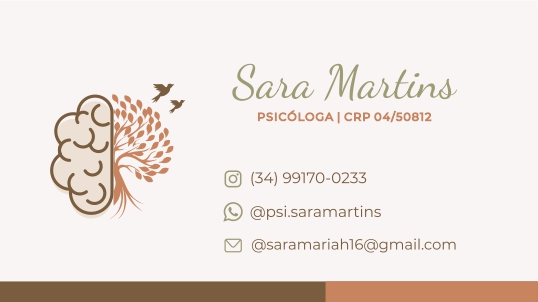 Sara Martins
PSICÓLOGA | CRP 04/50812
(34) 99170-0233
@psi.saramartins
@saramariah16@gmail.com